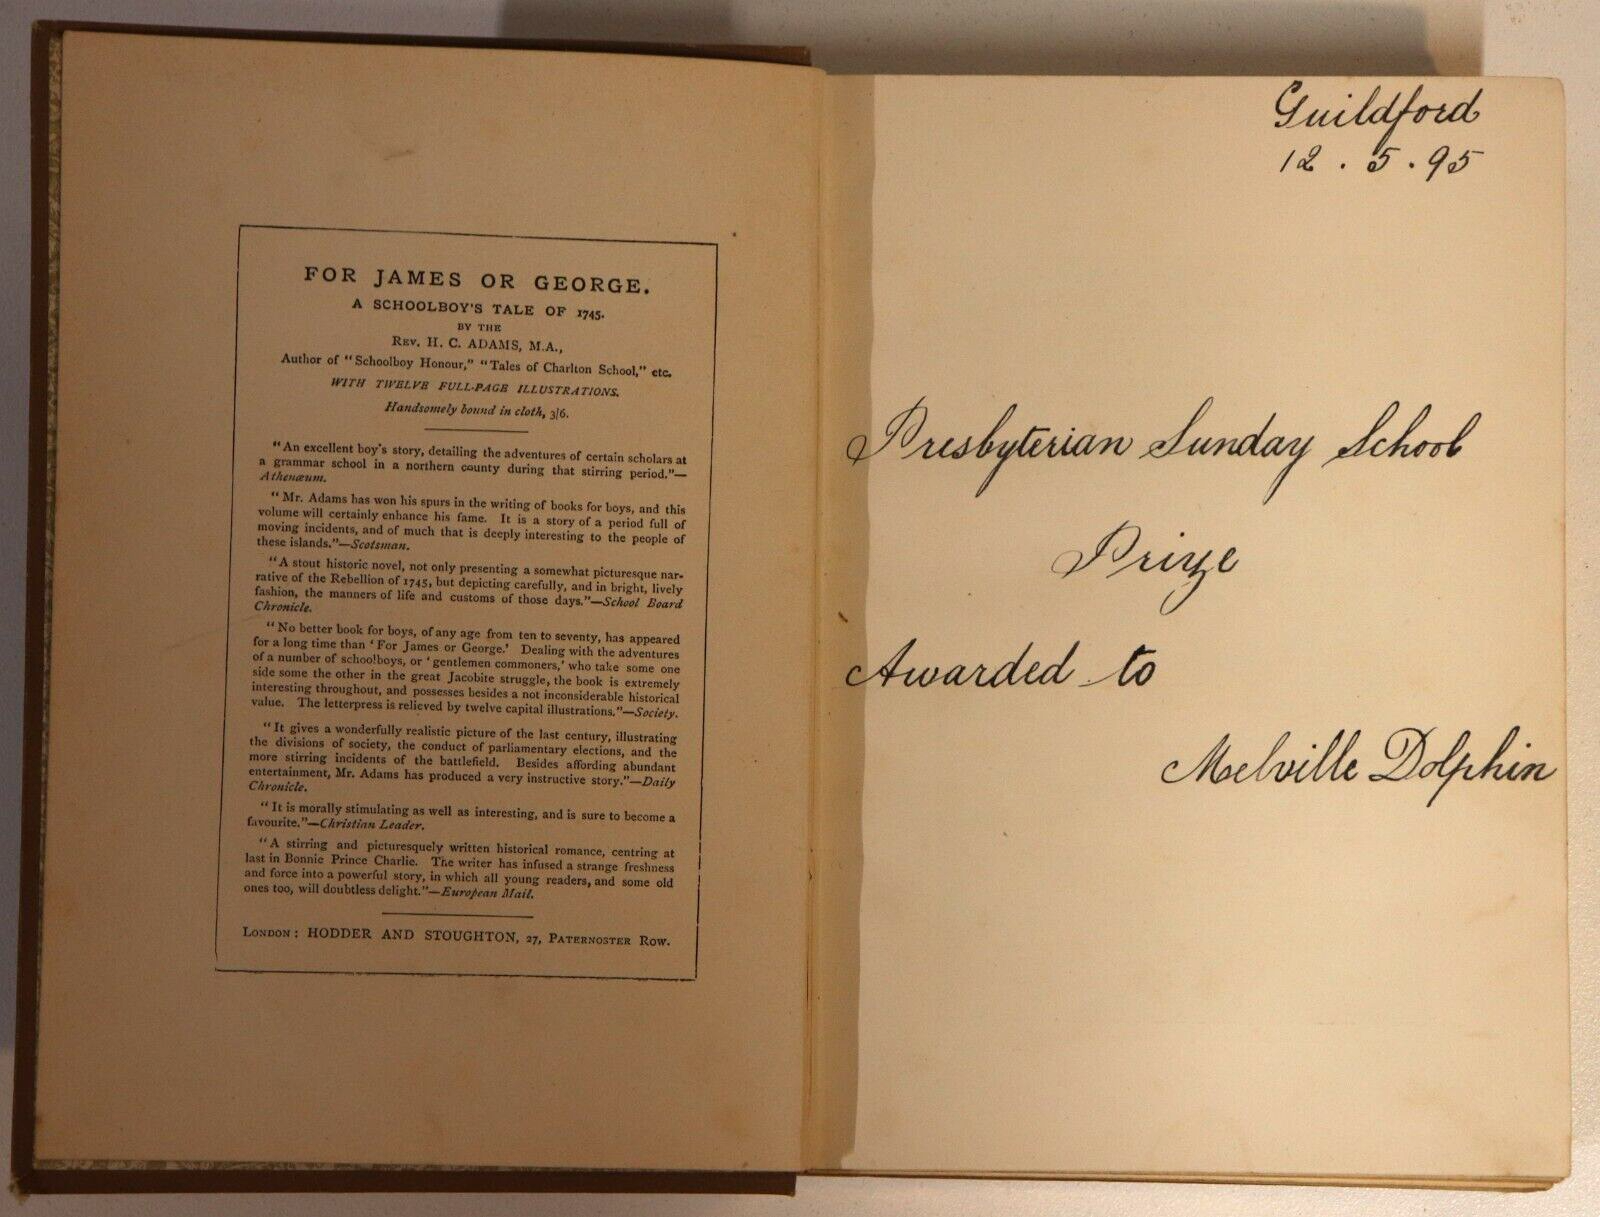 FOR JAMES OR GEORGE.
A SCHOOLBOY'S TALE OF 1745.
BY THE
REV. H. C. ADAMS, M.A.,
Author of "Schoolboy Honour," "Tales of Charlton School," etc.
WITH TWELVE FULL-PAGE ILLUSTRATIONS.
Handsomely bound in cloth, 3/6.
"An excellent boy's story, detailing the adventures of certain scholars at
a grammar school in a northern county during that stirring period."—
Athenæum.
"Mr. Adams has won his spurs in the writing of books for boys, and this
volume will certainly enhance his fame. It is a story of a period full of
moving incidents, and of much that is deeply interesting to the people of
these islands."—Scotsman.
"A stout historic novel, not only presenting a somewhat picturesque nar-
rative of the Rebellion of 1745, but depicting carefully, and in bright, lively
fashion, the manners of life and customs of those days."—School Board
Chronicle.
"No better book for boys, of any age from ten to seventy, has appeared
for a long time than 'For James or George.' Dealing with the adventures
of a number of schoolboys, or 'gentlemen commoners,' who take some one
side some the other in the great Jacobite struggle, the book is extremely
interesting throughout, and possesses besides a not inconsiderable historical
value. The letterpress is relieved by twelve capital illustrations."—Society.
"It gives a wonderfully realistic picture of the last century, illustrating
the divisions of society, the conduct of parliamentary elections, and the
more stirring incidents of the battlefield. Besides affording abundant
entertainment, Mr. Adams has produced a very instructive story."—Daily
Chronicle.
"It is morally stimulating as well as interesting, and is sure to become a
favourite."—Christian Leader.
"A stirring and picturesquely written historical romance, centring at
last in Bonnie Prince Charlie. The writer has infused a strange freshness
and force into a powerful story, in which all young readers, and some old
ones too, will doubtless delight."—European Mail.
LONDON: HODDER AND STOUGHTON, 27, PATERNOSTER ROW.
Guildford
12 . 5 . 95
Presbyterian Sunday School
Prize
Awarded to
Melville Dolphin